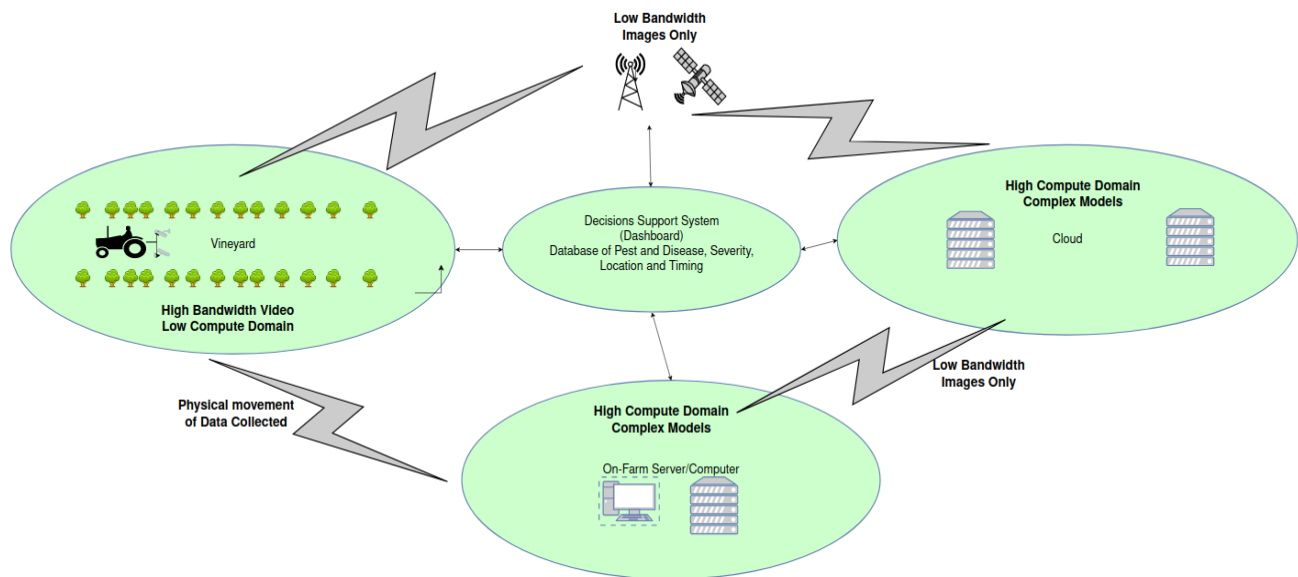 Low Bandwidth
Images Only
Vineyard
High Bandwidth Video
Low Compute Domain
Decisions Support System
(Dashboard)
Database of Pest and Disease, Severity,
Location and Timing
High Compute Domain
Complex Models
Cloud
Physical movement
of Data Collected
Low Bandwidth
Images Only
High Compute Domain
Complex Models
On-Farm Server/Computer